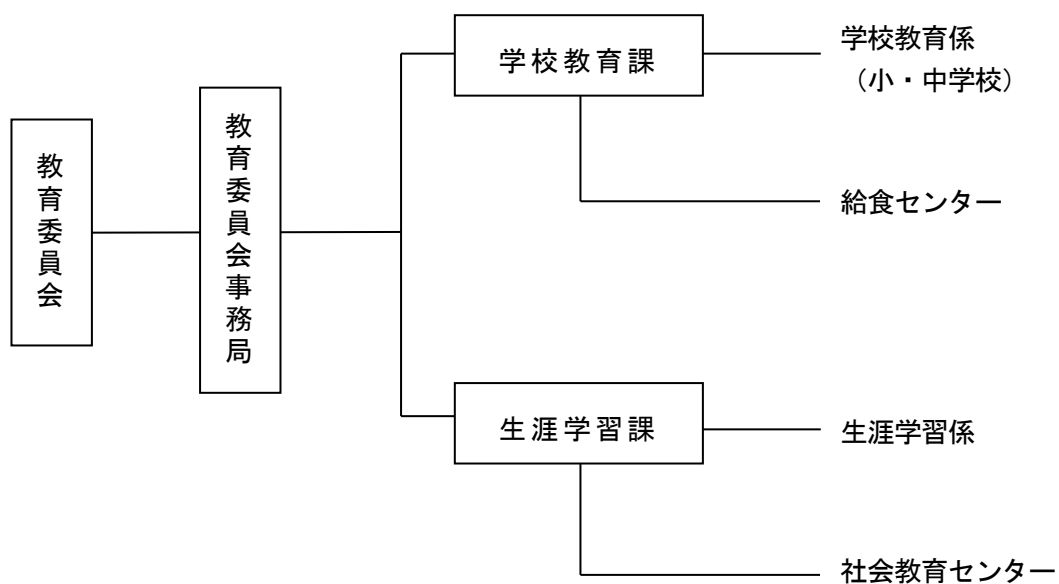 教育委員会
教育委員会事務局
学校教育課
学校教育係
（小・中学校）
給食センター
生涯学習課
生涯学習係
社会教育センター